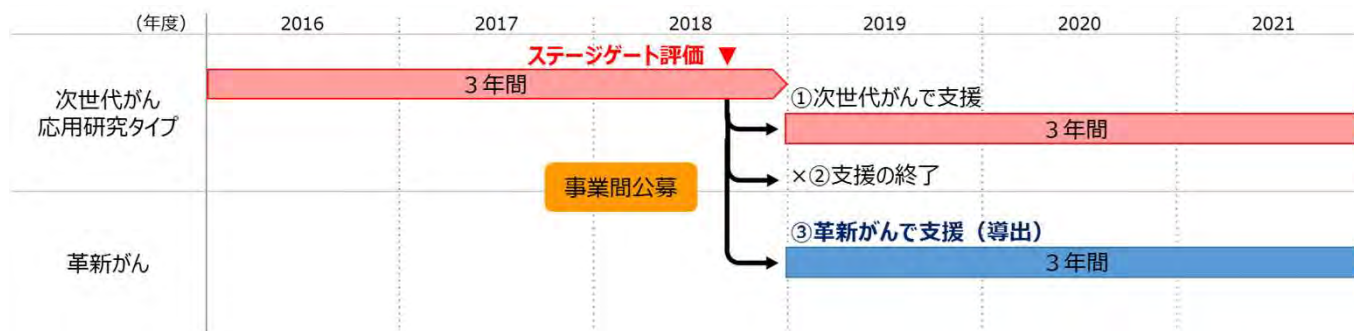 (年度)
2016
2017
2018
2019
2020
2021
ステージゲート評価 ▼
3年間
次世代がん
応用研究タイプ
①次世代がんで支援
3年間
×②支援の終了
事業間公募
③革新がんで支援（導出）
3年間
革新がん